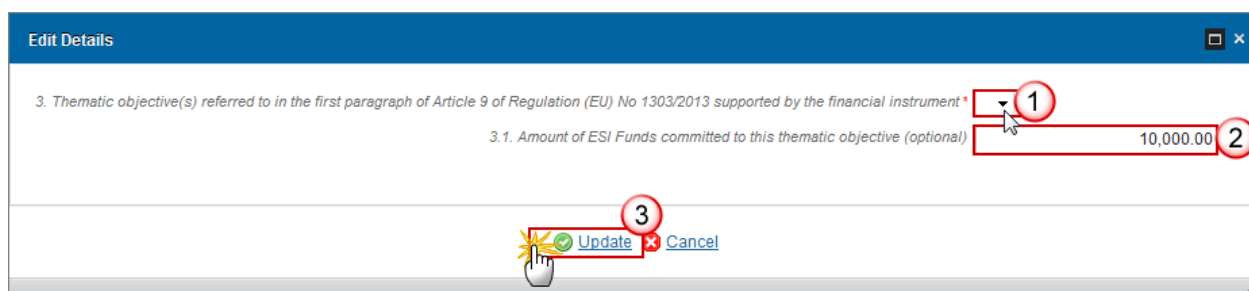 Edit Details
3. Thematic objective(s) referred to in the first paragraph of Article 9 of Regulation (EU) No 1303/2013 supported by the financial instrument * 1
3.1. Amount of ESI Funds committed to this thematic objective (optional) 10,000.00 2
3
Update Cancel